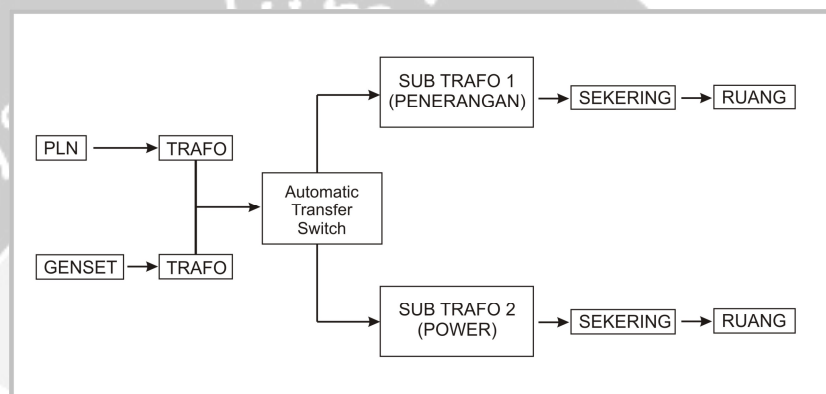 PLN
TRAFO
GENSET
TRAFO
Automatic
Transfer
Switch
SUB TRAFO 1
(PENERANGAN)
SEKERING
RUANG
SUB TRAFO 2
(POWER)
SEKERING
RUANG